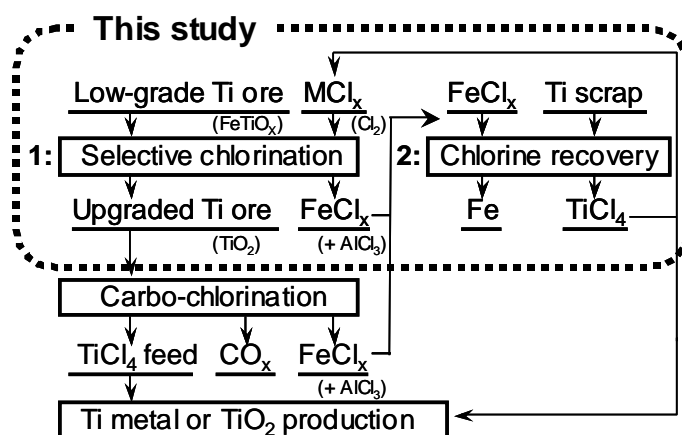 This study
Low-grade Ti ore MClₓ FeClₓ Ti scrap
(FeTiOₓ) (Cl₂)
1: Selective chlorination 2: Chlorine recovery
Upgraded Ti ore FeClₓ Fe TiCl₄
(TiO₂) (+ AlCl₃)
Carbo-chlorination
TiCl₄ feed COₓ FeClₓ
(+ AlCl₃)
Ti metal or TiO₂ production